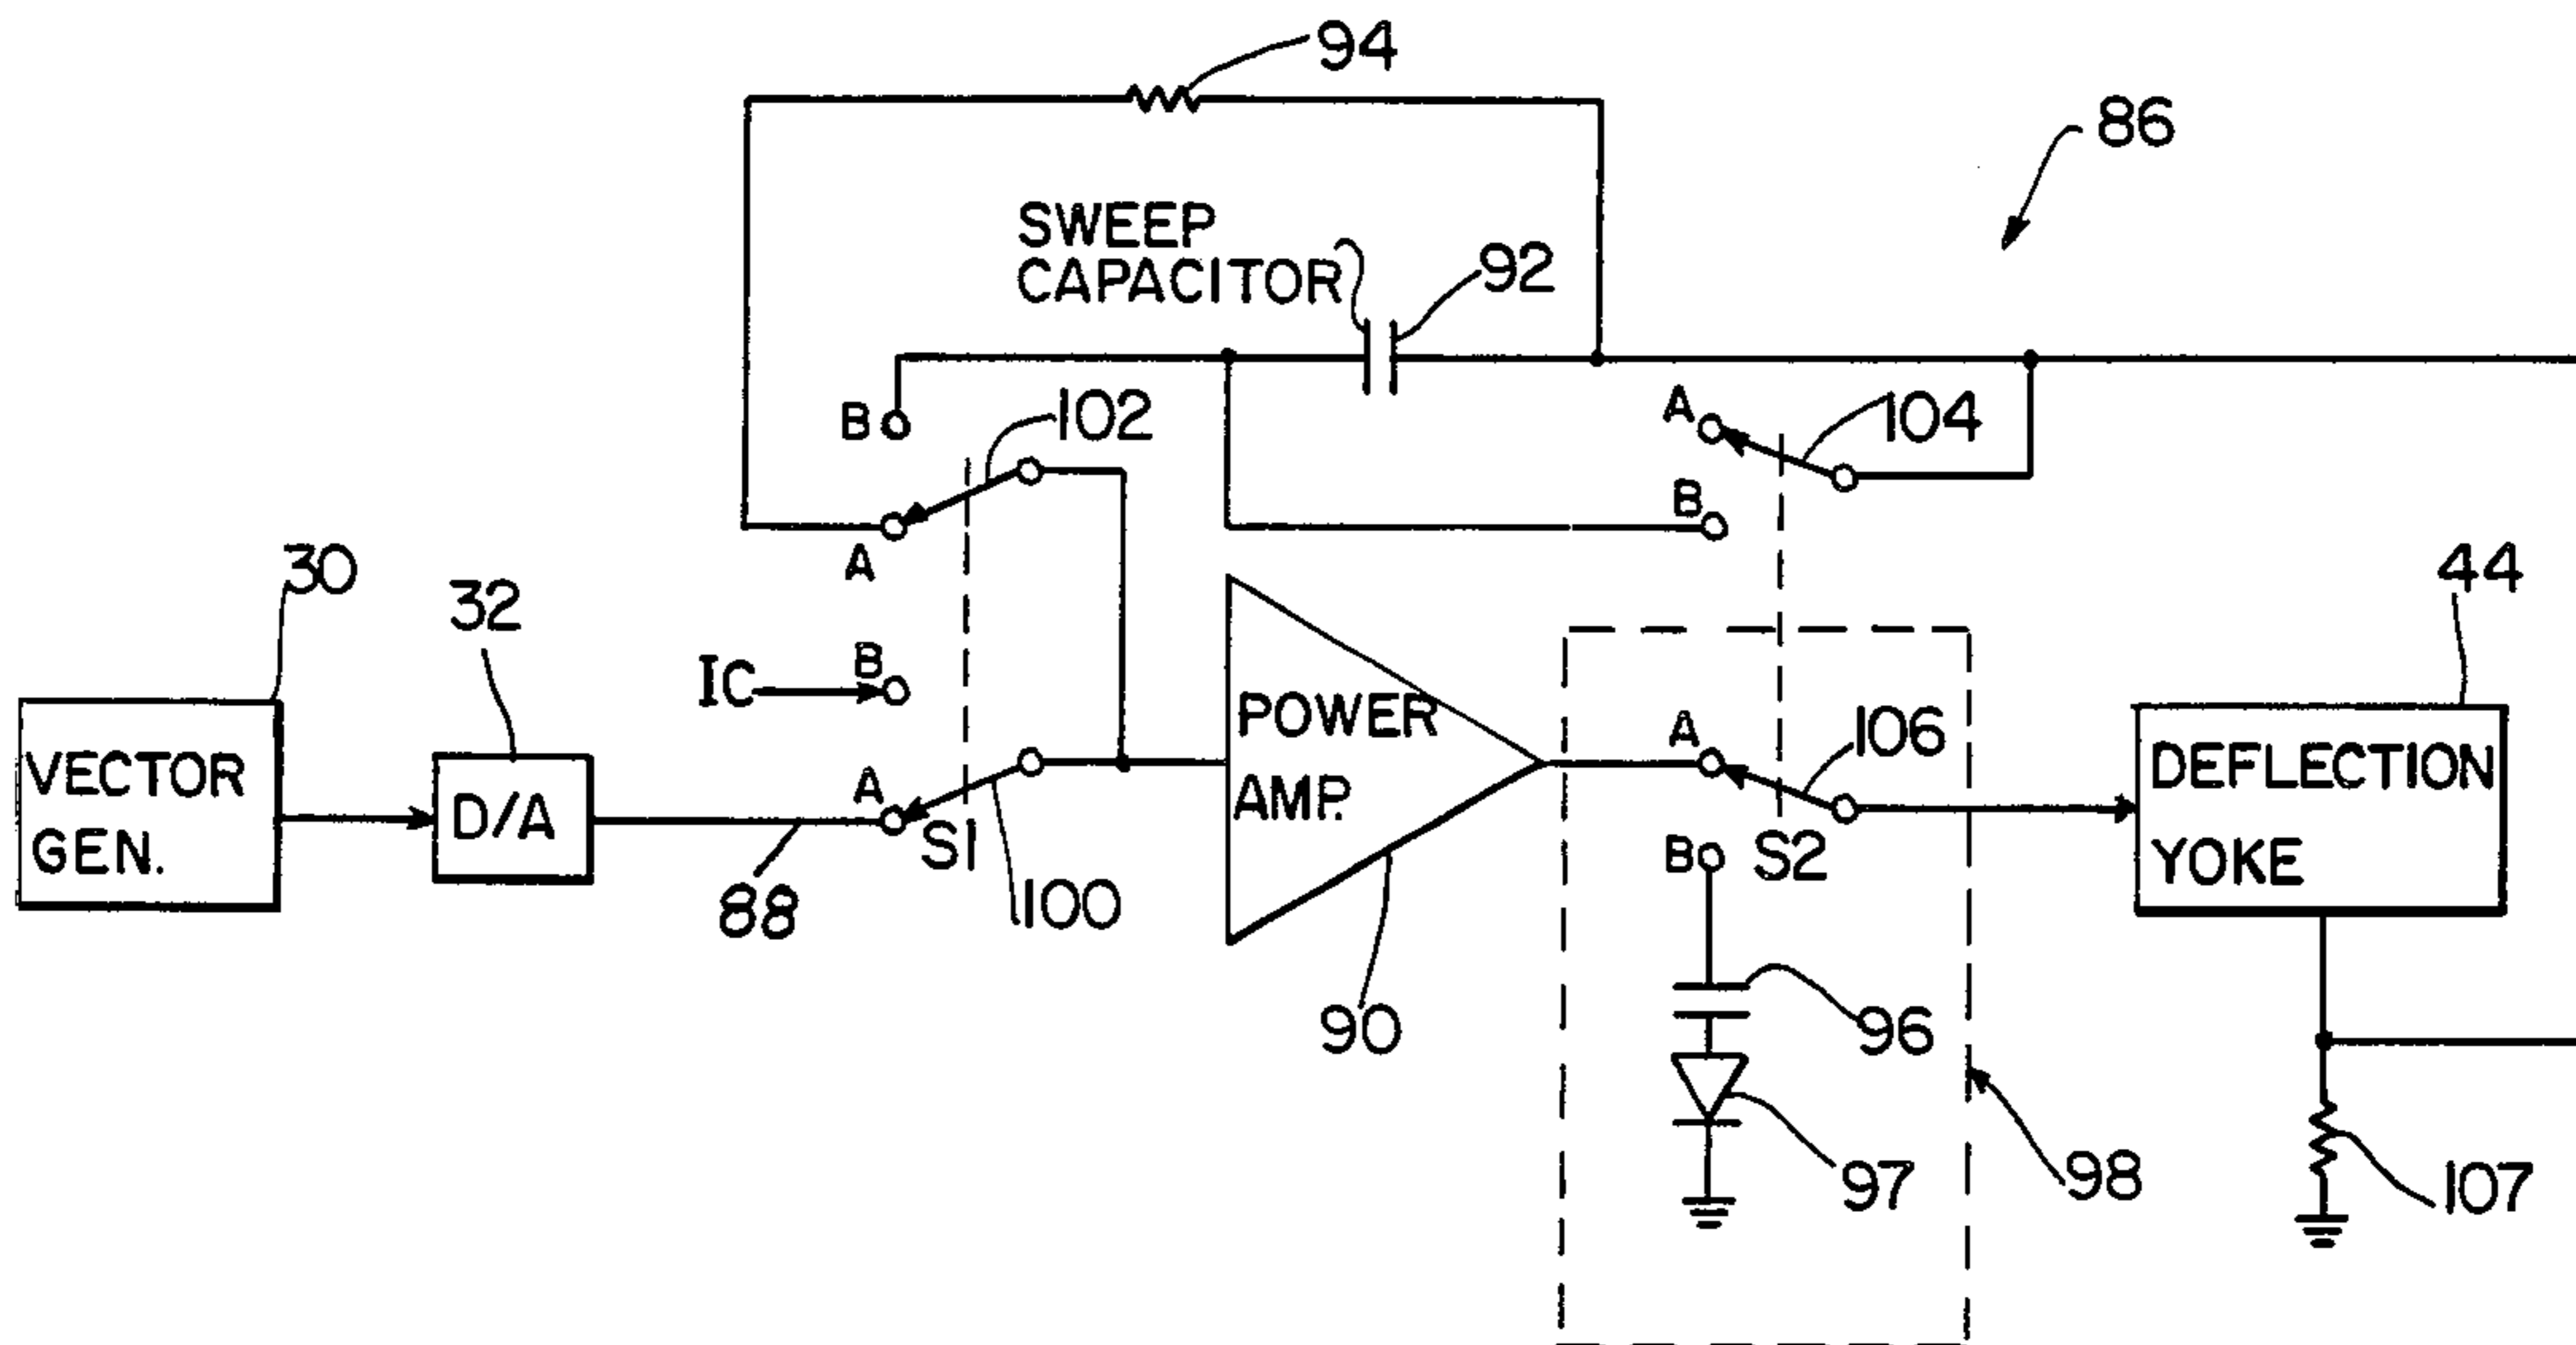 94
86
SWEEP
CAPACITOR
92
B
102
A
104
A
B
30
32
44
IC
B
VECTOR
GEN.
D/A
88
A
S1
100
POWER
AMP.
90
A
106
B
S2
DEFLECTION
YOKE
96
97
98
107